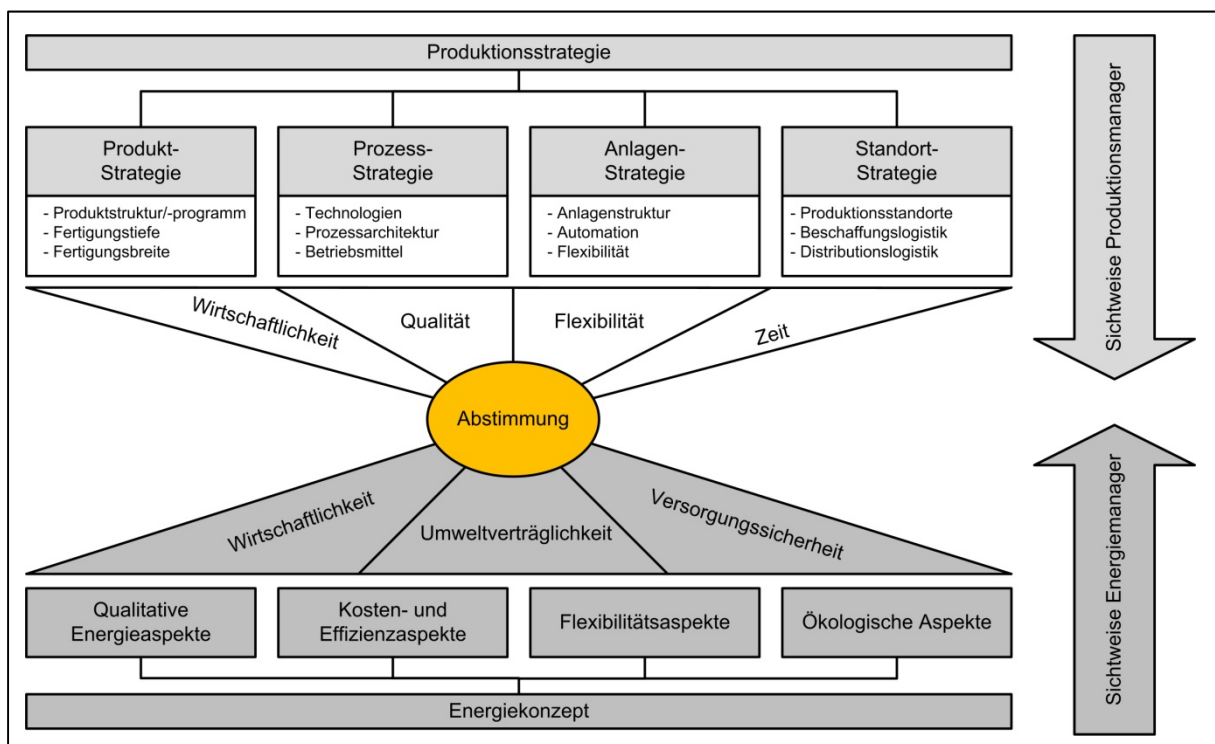 Produktionsstrategie
Produkt-
Strategie
- Produktstruktur/-programm
- Fertigungstiefe
- Fertigungsbreite
Prozess-
Strategie
- Technologien
- Prozessarchitektur
- Betriebsmittel
Anlagen-
Strategie
- Anlagenstruktur
- Automation
- Flexibilität
Standort-
Strategie
- Produktionsstandorte
- Beschaffungslogistik
- Distributionslogistik
Wirtschaftlichkeit
Qualität
Flexibilität
Zeit
Abstimmung
Wirtschaftlichkeit
Umweltverträglichkeit
Versorgungssicherheit
Qualitative
Energieaspekte
Kosten- und
Effizienzaspekte
Flexibilitätsaspekte
Ökologische Aspekte
Energiekonzept
Sichtweise Produktionsmanager
Sichtweise Energiemanager